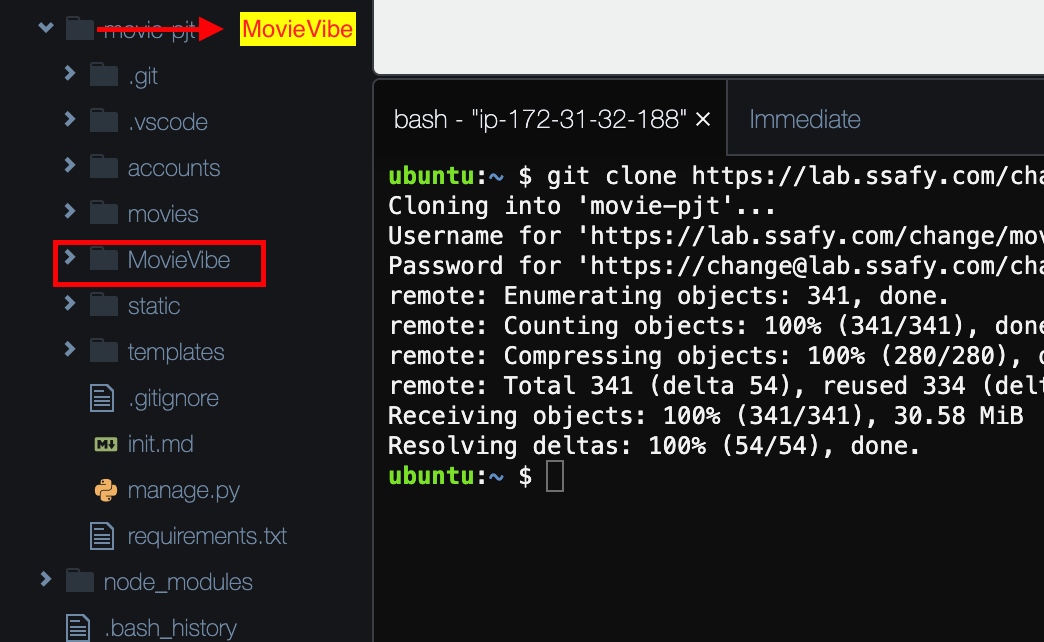 movie-pjt
MovieVibe
.git
.vscode
accounts
movies
MovieVibe
static
templates
.gitignore
init.md
manage.py
requirements.txt
node_modules
.bash_history
bash - "ip-172-31-32-188" ×
Immediate
ubuntu:~ $ git clone https://lab.ssafy.com/cha
Cloning into 'movie-pjt'...
Username for 'https://lab.ssafy.com/change/mov
Password for 'https://change@lab.ssafy.com/cha
remote: Enumerating objects: 341, done.
remote: Counting objects: 100% (341/341), done
remote: Compressing objects: 100% (280/280), d
remote: Total 341 (delta 54), reused 334 (delt
Receiving objects: 100% (341/341), 30.58 MiB
Resolving deltas: 100% (54/54), done.
ubuntu:~ $